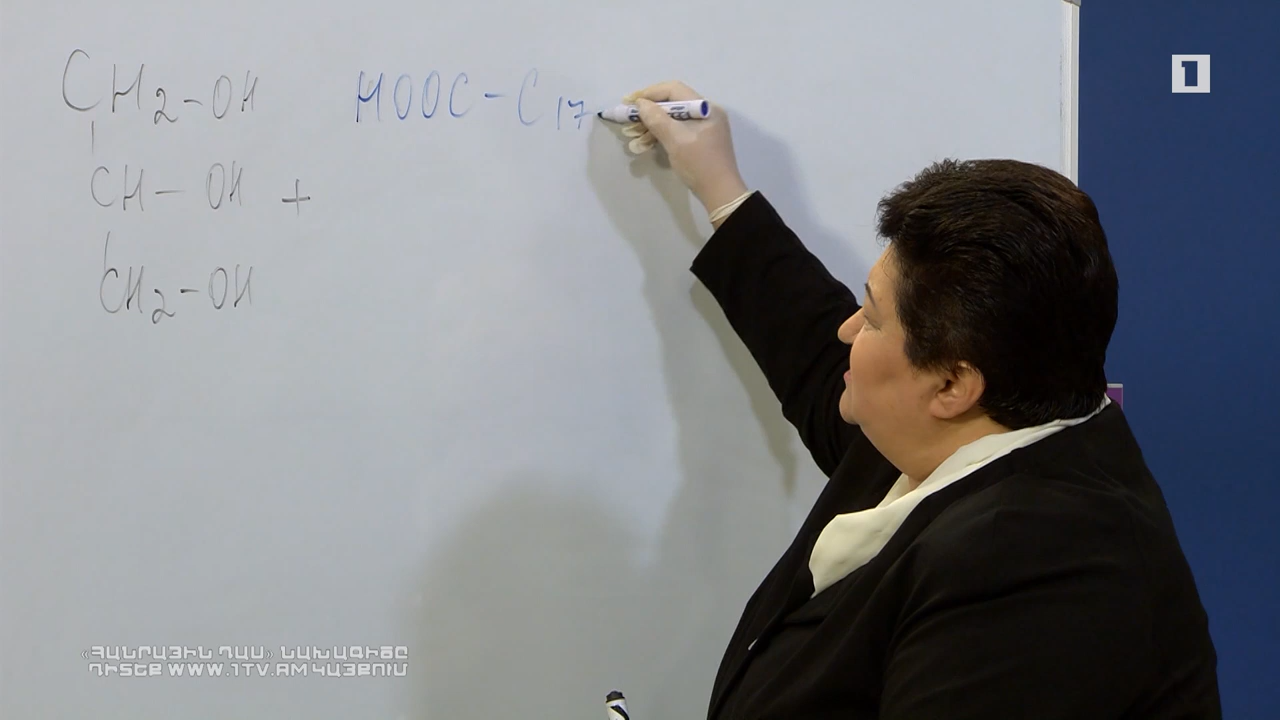 CH2-OH HOOC-C17
CH-OH +
CH2-OH
1
«ՀԱՆՐԱՅԻՆ ԴԱՍ» ՆԱԽԱԳԻԾԸ
ԴԻՏԵՔ WWW.1TV.AM ԿԱՅՔՈՒՄ